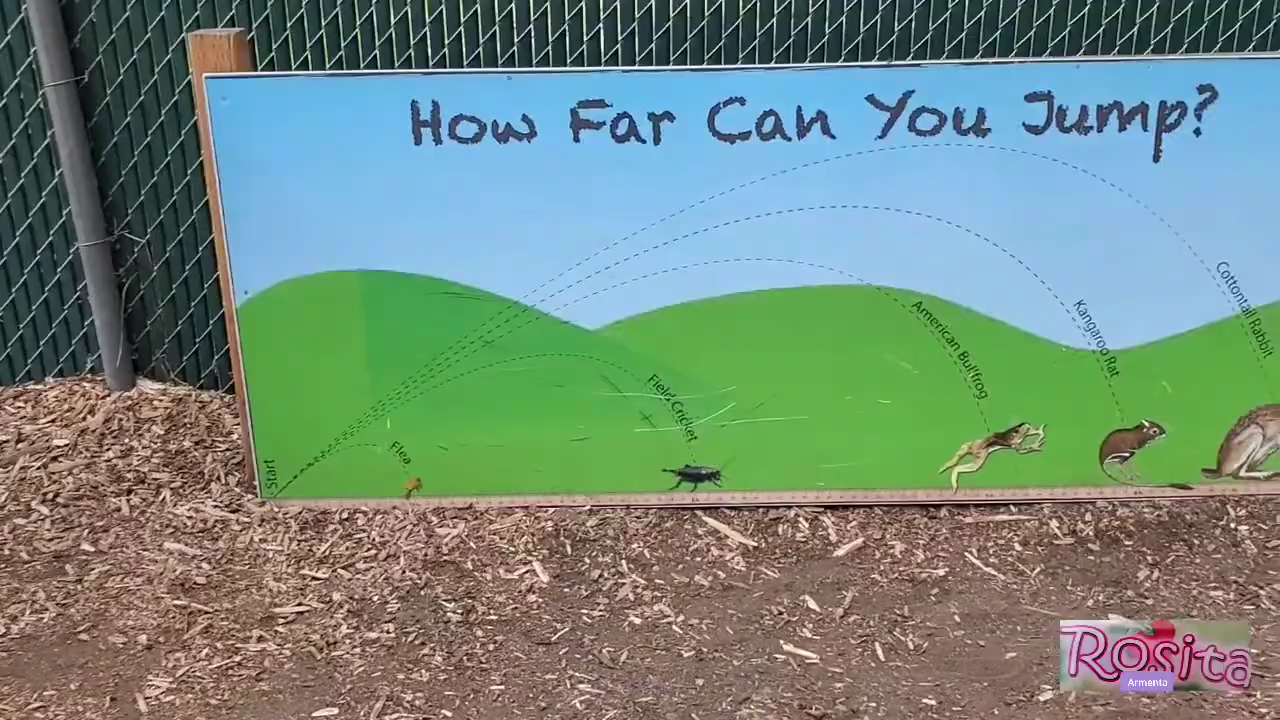 How Far Can You Jump?
Start
Flea
Field Cricket
American Bullfrog
Kangaroo Rat
Cottontail Rabbit
Rosita
Armenta